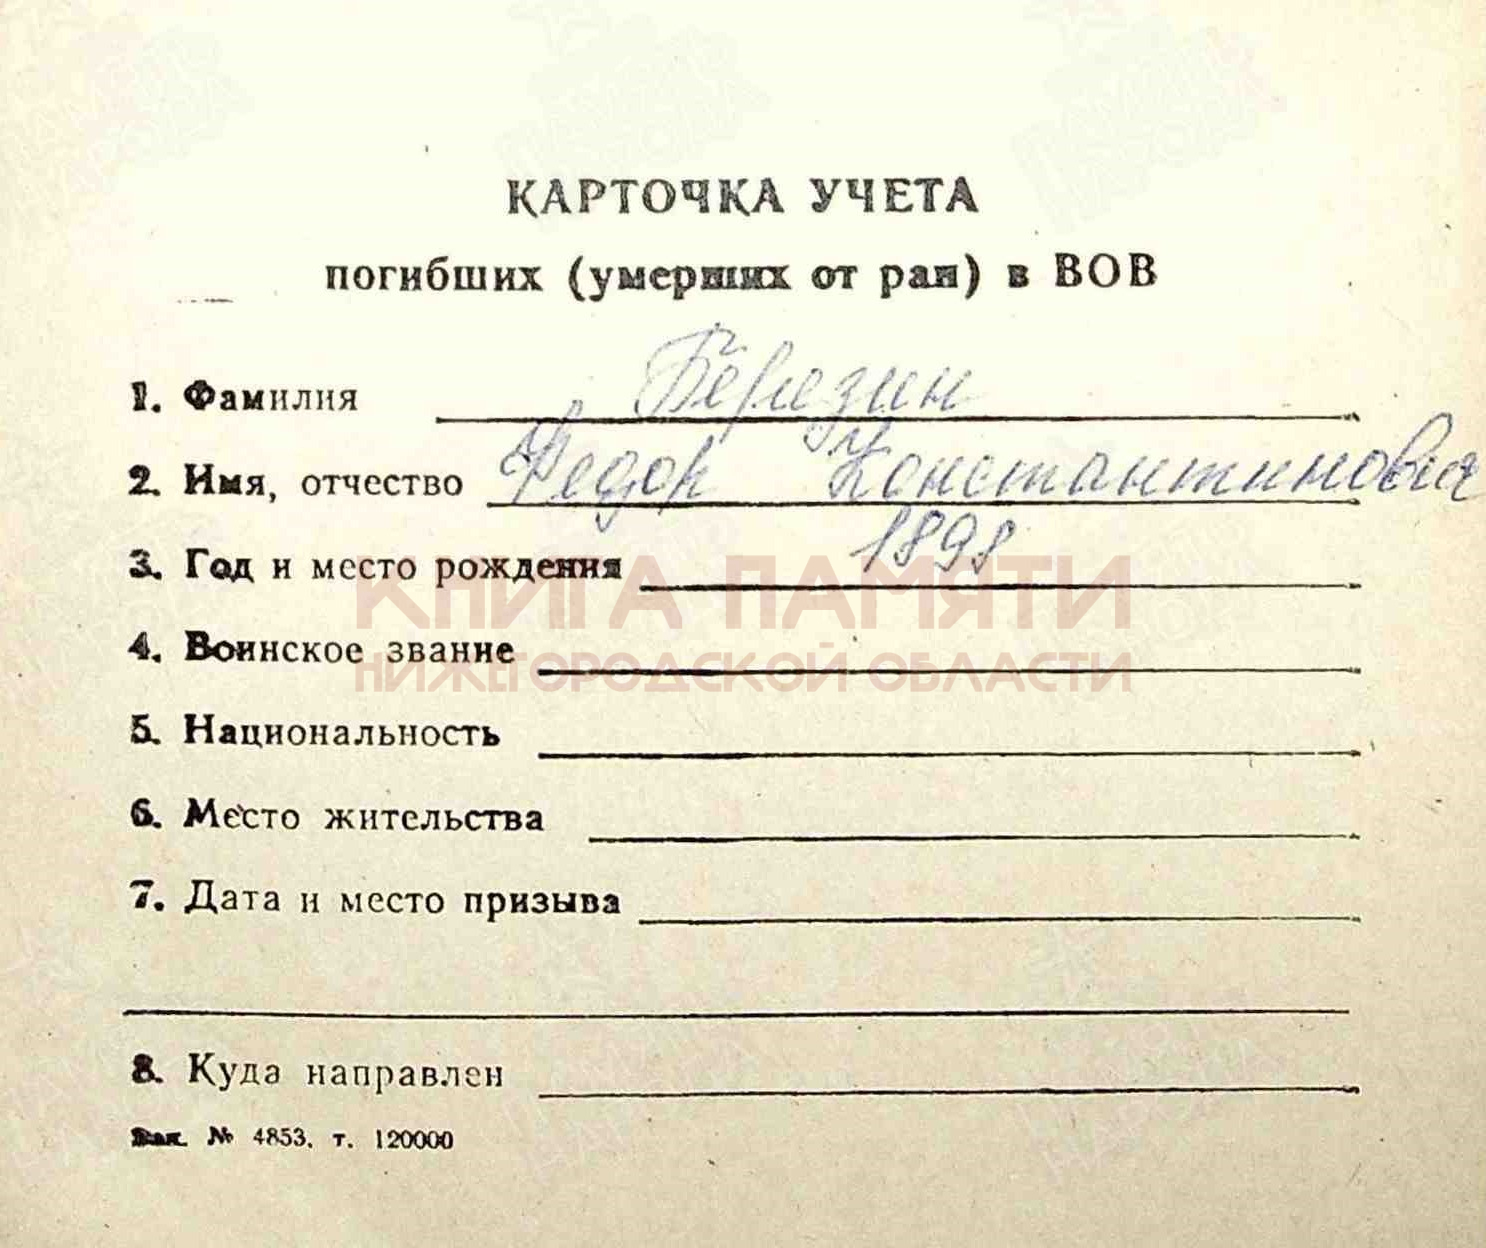 КАРТОЧКА УЧЕТА
погибших (умерших от ран) в ВОВ
1. Фамилия Березин
2. Имя, отчество Федор Константинович
3. Год и место рождения 1898
КНИГА ПАМЯТИ
4. Воинское звание
НИЖЕГОРОДСКОЙ ОБЛАСТИ
5. Национальность
6. Место жительства
7. Дата и место призыва
8. Куда направлен
Зак. № 4853. т. 120000